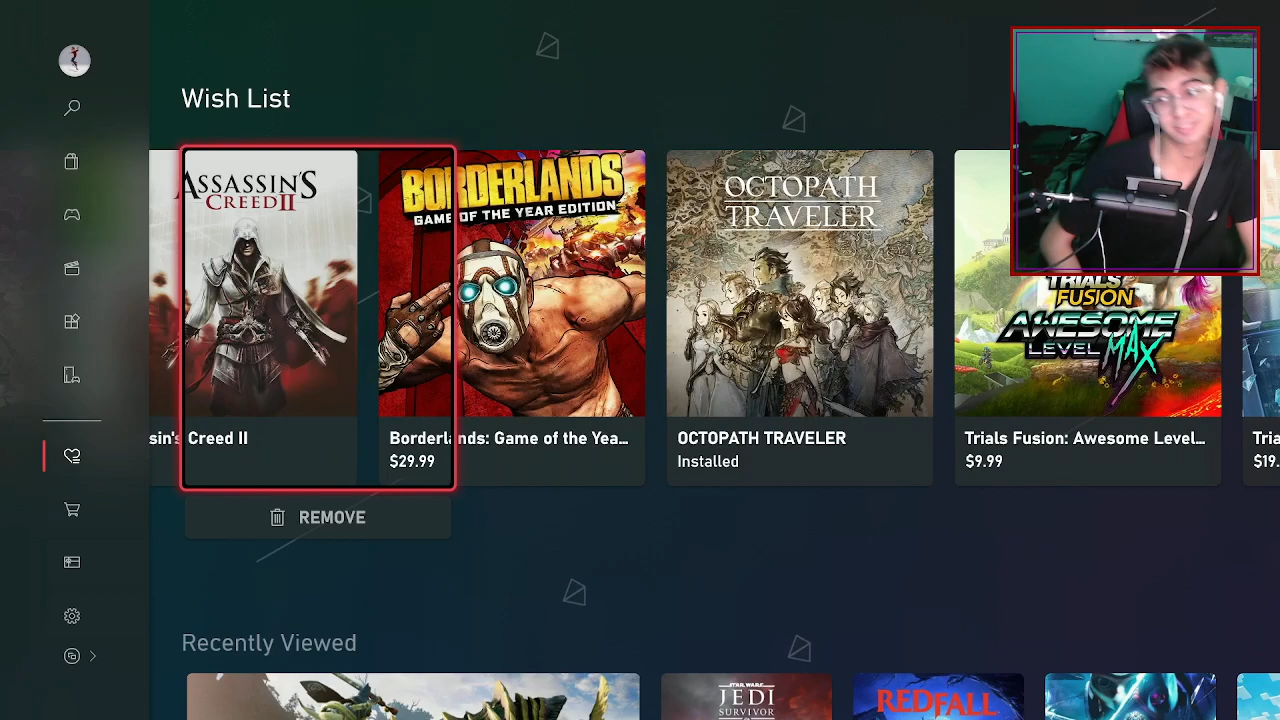 Wish List
ASSASSIN'S
CREED II
sin's Creed II
BORDERLANDS
GAME OF THE YEAR EDITION
Borderlands: Game of the Yea...
$29.99
OCTOPATH
TRAVELER
OCTOPATH TRAVELER
Installed
TRIALS
FUSION
AWESOME
LEVEL MAX
Trials Fusion: Awesome Level...
$9.99
Tria
$19.
REMOVE
Recently Viewed
STAR WARS
JEDI
SURVIVOR
REDFALL